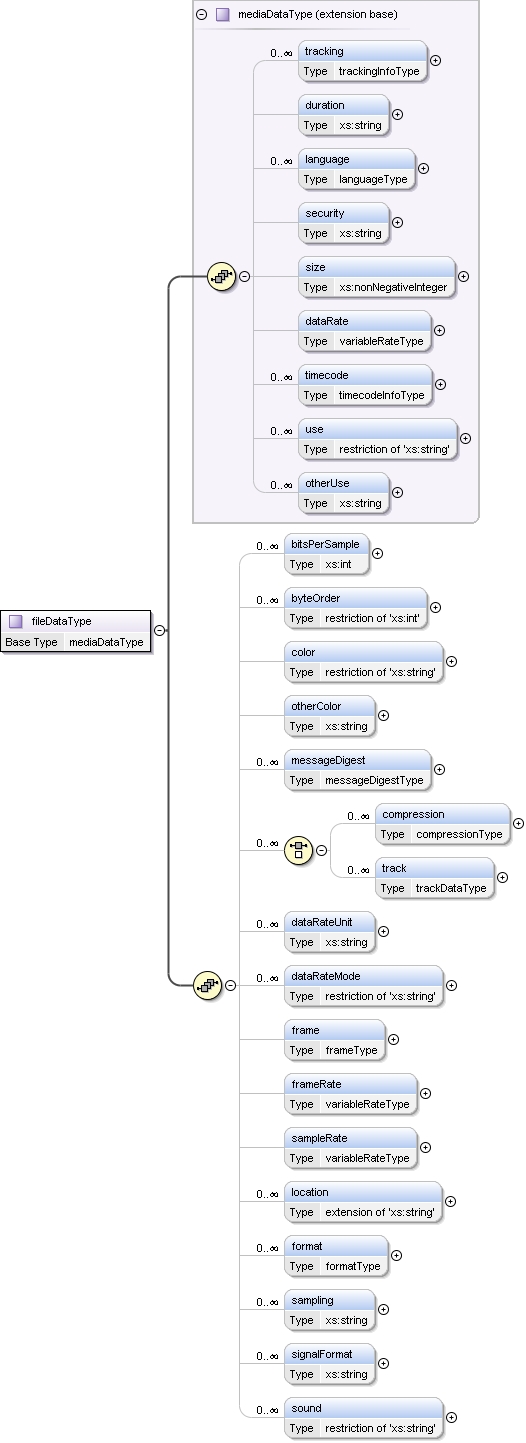 mediaDataType (extension base)
0..∞ tracking
Type trackingInfoType
duration
Type xs:string
0..∞ language
Type languageType
security
Type xs:string
size
Type xs:nonNegativeInteger
dataRate
Type variableRateType
0..∞ timecode
Type timecodeInfoType
0..∞ use
Type restriction of 'xs:string'
0..∞ otherUse
Type xs:string
fileDataType
Base Type mediaDataType
0..∞ bitsPerSample
Type xs:int
0..∞ byteOrder
Type restriction of 'xs:int'
color
Type restriction of 'xs:string'
otherColor
Type xs:string
0..∞ messageDigest
Type messageDigestType
0..∞
0..∞ compression
Type compressionType
0..∞ track
Type trackDataType
0..∞ dataRateUnit
Type xs:string
0..∞ dataRateMode
Type restriction of 'xs:string'
frame
Type frameType
frameRate
Type variableRateType
sampleRate
Type variableRateType
0..∞ location
Type extension of 'xs:string'
0..∞ format
Type formatType
0..∞ sampling
Type xs:string
0..∞ signalFormat
Type xs:string
0..∞ sound
Type restriction of 'xs:string'